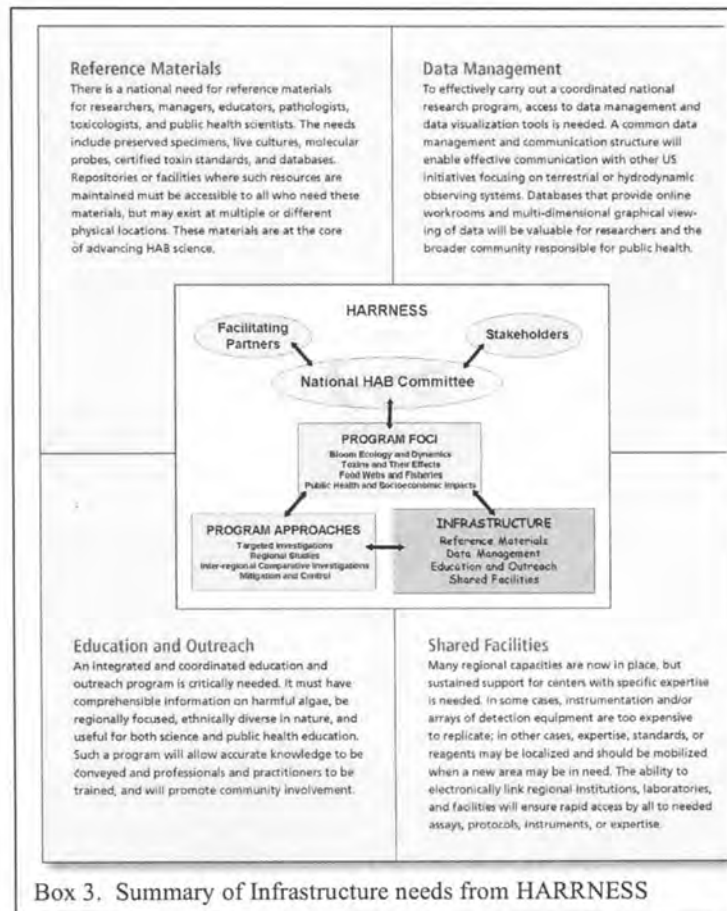 Reference Materials
There is a national need for reference materials
for researchers, managers, educators, pathologists,
toxicologists, and public health scientists. The needs
include preserved specimens, live cultures, molecular
probes, certified toxin standards, and databases.
Repositories or facilities where such resources are
maintained must be accessible to all who need these
materials, but may exist at multiple or different
physical locations. These materials are at the core
of advancing HAB science.
Data Management
To effectively carry out a coordinated national
research program, access to data management and
data visualization tools is needed. A common data
management and communication structure will
enable effective communication with other US
initiatives focusing on terrestrial or hydrodynamic
observing systems. Databases that provide online
workrooms and multi-dimensional graphical view-
ing of data will be valuable for researchers and the
broader community responsible for public health.
HARRNESS
Facilitating
Partners
Stakeholders
National HAB Committee
PROGRAM FOCI
Bloom Ecology and Dynamics
Toxins and Their Effects
Food Webs and Fisheries
Public Health and Socioeconomic Impacts
PROGRAM APPROACHES
Targeted Investigations
Regional Studies
Inter-regional Comparative Investigations
Mitigation and Control
INFRASTRUCTURE
Reference Materials
Data Management
Education and Outreach
Shared Facilities
Education and Outreach
An integrated and coordinated education and
outreach program is critically needed. It must have
comprehensible information on harmful algae, be
regionally focused, ethnically diverse in nature, and
useful for both science and public health education.
Such a program will allow accurate knowledge to be
conveyed and professionals and practitioners to be
trained, and will promote community involvement.
Shared Facilities
Many regional capacities are now in place, but
sustained support for centers with specific expertise
is needed. In some cases, instrumentation and/or
arrays of detection equipment are too expensive
to replicate; in other cases, expertise, standards, or
reagents may be localized and should be mobilized
when a new area may be in need. The ability to
electronically link regional institutions, laboratories,
and facilities will ensure rapid access by all to needed
assays, protocols, instruments, or expertise.
Box 3. Summary of Infrastructure needs from HARRNESS